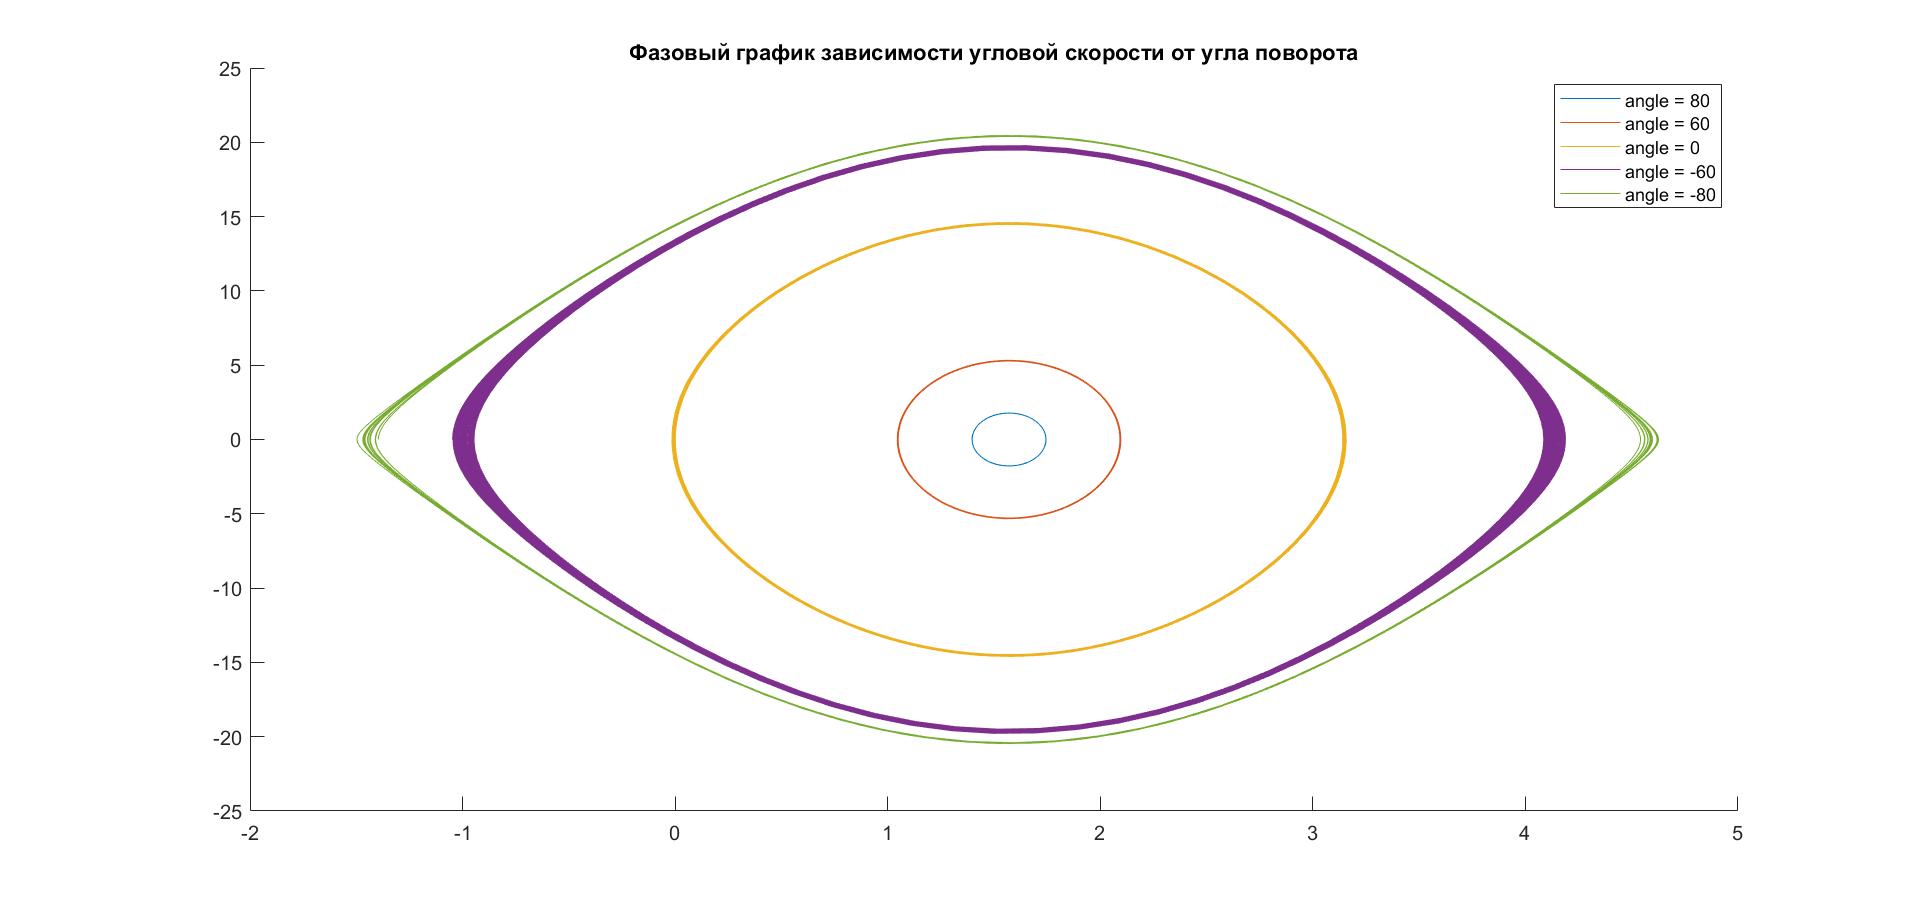 Фазовый график зависимости угловой скорости от угла поворота
angle = 80
angle = 60
angle = 0
angle = -60
angle = -80
25
20
15
10
5
0
-5
-10
-15
-20
-25
-2 -1 0 1 2 3 4 5